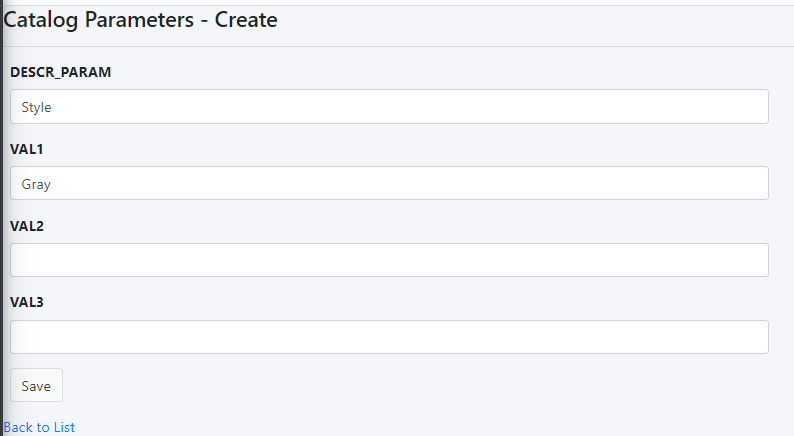 Catalog Parameters - Create
DESCR_PARAM
Style
VAL1
Gray
VAL2
VAL3
Save
Back to List